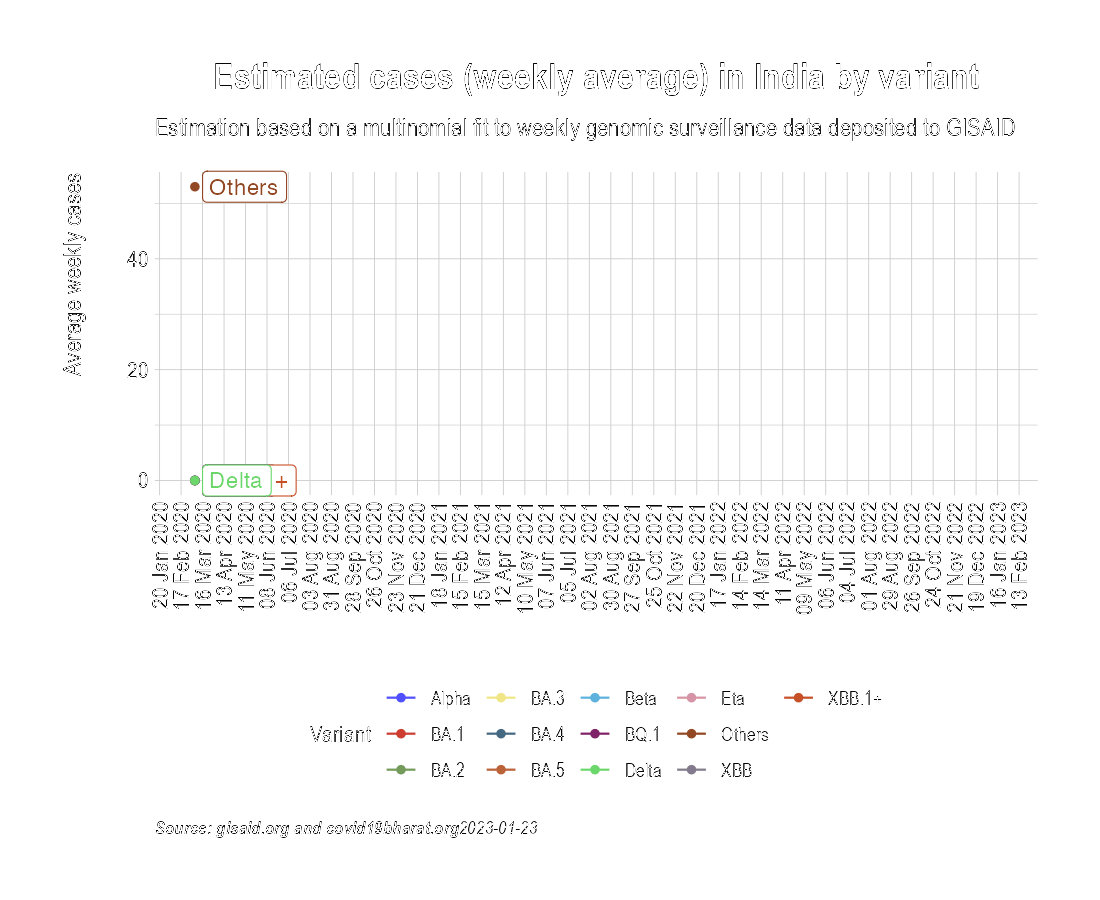 Estimated cases (weekly average) in India by variant
Estimation based on a multinomial fit to weekly genomic surveillance data deposited to GISAID
Average weekly cases
Others
40
20
0
Delta
+
20 Jan 2020
17 Feb 2020
16 Mar 2020
13 Apr 2020
11 May 2020
08 Jun 2020
06 Jul 2020
03 Aug 2020
31 Aug 2020
28 Sep 2020
26 Oct 2020
23 Nov 2020
21 Dec 2020
18 Jan 2021
15 Feb 2021
15 Mar 2021
12 Apr 2021
10 May 2021
07 Jun 2021
05 Jul 2021
02 Aug 2021
30 Aug 2021
27 Sep 2021
25 Oct 2021
22 Nov 2021
20 Dec 2021
17 Jan 2022
14 Feb 2022
14 Mar 2022
11 Apr 2022
09 May 2022
06 Jun 2022
04 Jul 2022
01 Aug 2022
29 Aug 2022
26 Sep 2022
24 Oct 2022
21 Nov 2022
19 Dec 2022
16 Jan 2023
13 Feb 2023
Variant
Alpha
BA.1
BA.2
BA.3
BA.4
BA.5
Beta
BQ.1
Delta
Eta
Others
XBB
XBB.1+
Source: gisaid.org and covid19bharat.org2023-01-23